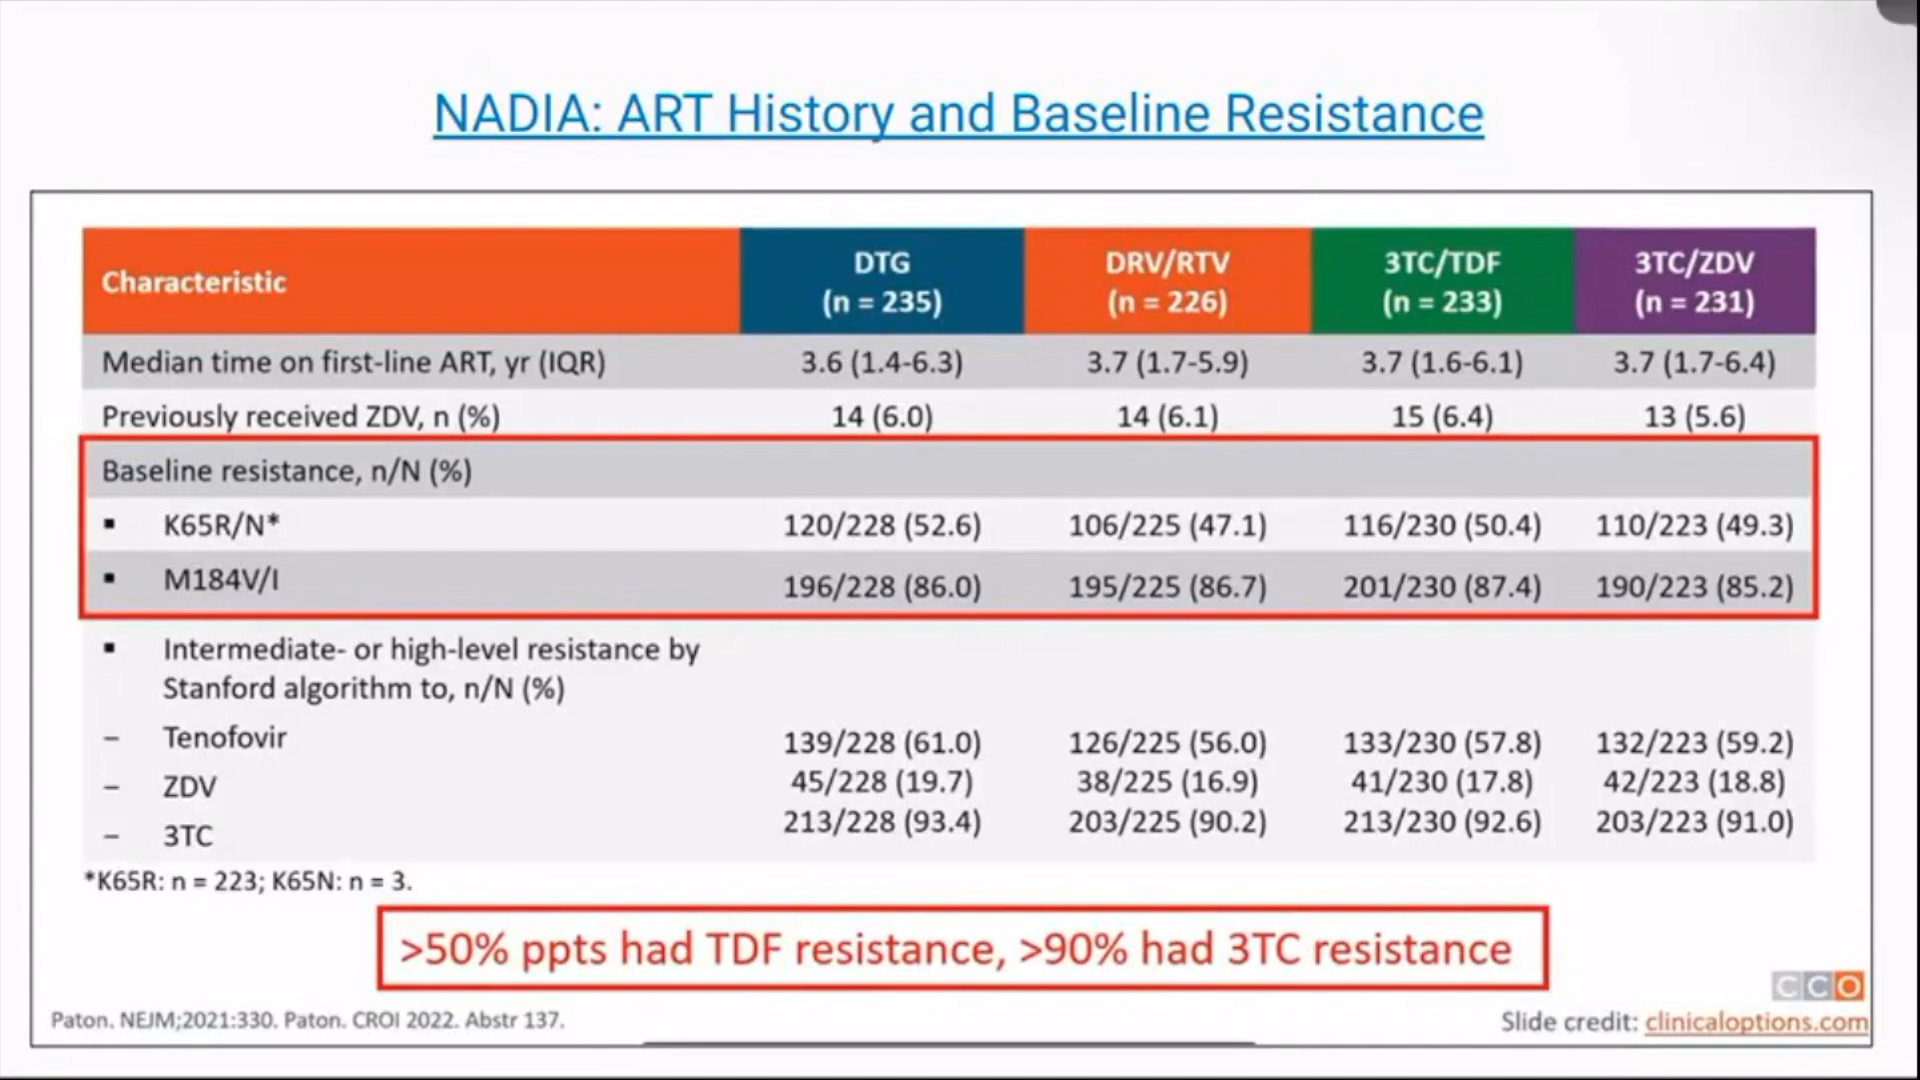 NADIA: ART History and Baseline Resistance
Characteristic DTG (n = 235) DRV/RTV (n = 226) 3TC/TDF (n = 233) 3TC/ZDV (n = 231)
Median time on first-line ART, yr (IQR) 3.6 (1.4-6.3) 3.7 (1.7-5.9) 3.7 (1.6-6.1) 3.7 (1.7-6.4)
Previously received ZDV, n (%) 14 (6.0) 14 (6.1) 15 (6.4) 13 (5.6)
Baseline resistance, n/N (%)
▪ K65R/N* 120/228 (52.6) 106/225 (47.1) 116/230 (50.4) 110/223 (49.3)
▪ M184V/I 196/228 (86.0) 195/225 (86.7) 201/230 (87.4) 190/223 (85.2)
▪ Intermediate- or high-level resistance by
Stanford algorithm to, n/N (%)
– Tenofovir 139/228 (61.0) 126/225 (56.0) 133/230 (57.8) 132/223 (59.2)
– ZDV 45/228 (19.7) 38/225 (16.9) 41/230 (17.8) 42/223 (18.8)
– 3TC 213/228 (93.4) 203/225 (90.2) 213/230 (92.6) 203/223 (91.0)
*K65R: n = 223; K65N: n = 3.
>50% ppts had TDF resistance, >90% had 3TC resistance
CCO
Paton. NEJM;2021:330. Paton. CROI 2022. Abstr 137.
Slide credit: clinicaloptions.com